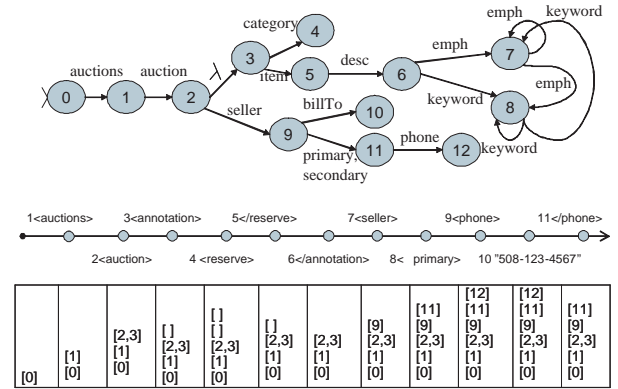 category
4
emph
keyword
3
7
λ
item
5
desc
6
emph
auctions
auction
0
1
2
emph
keyword
8
seller
billTo
10
9
phone
primary,
secondary
11
12
keyword
1<auctions>
3<annotation>
5</reserve>
7<seller>
9<phone>
11</phone>
2<auction>
4 <reserve>
6</annotation>
8< primary>
10 "508-123-4567"
[0]
[1]
[0]
[2,3]
[1]
[0]
[ ]
[2,3]
[1]
[0]
[ ]
[ ]
[2,3]
[1]
[0]
[ ]
[2,3]
[1]
[0]
[2,3]
[1]
[0]
[9]
[2,3]
[1]
[0]
[11]
[9]
[2,3]
[1]
[0]
[12]
[11]
[9]
[2,3]
[1]
[0]
[12]
[11]
[9]
[2,3]
[1]
[0]
[11]
[9]
[2,3]
[1]
[0]